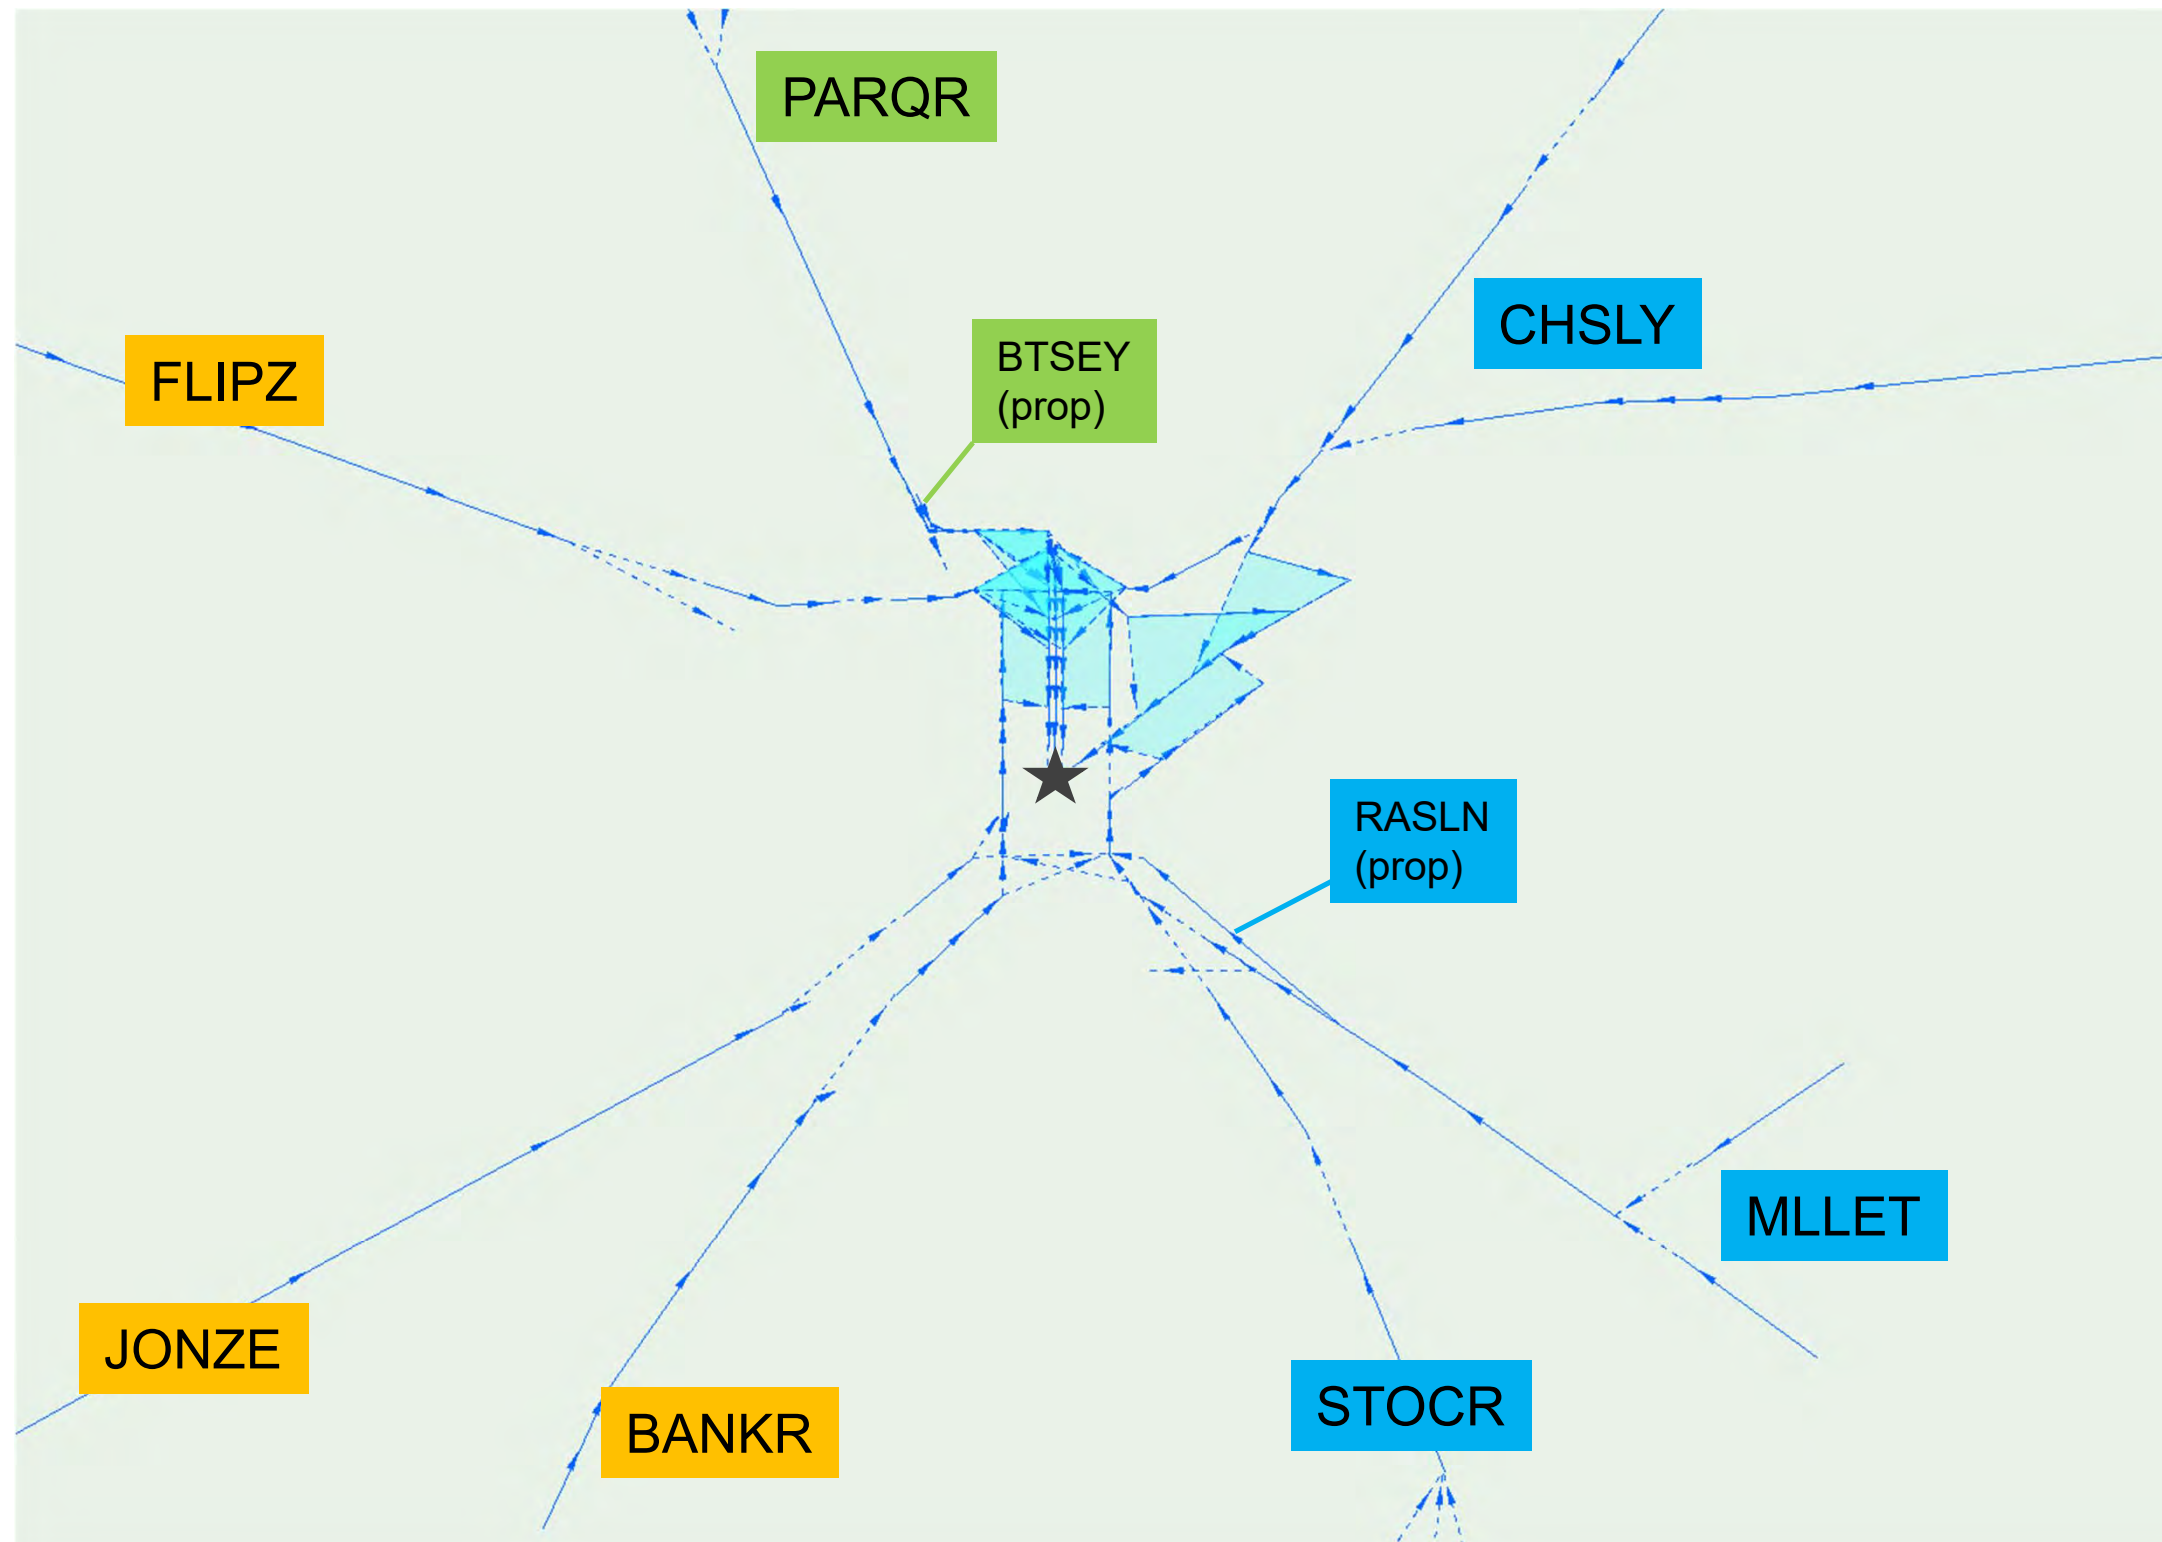 PARQR
CHSLY
BTSEY
(prop)
FLIPZ
RASLN
(prop)
MLLET
JONZE
STOCR
BANKR